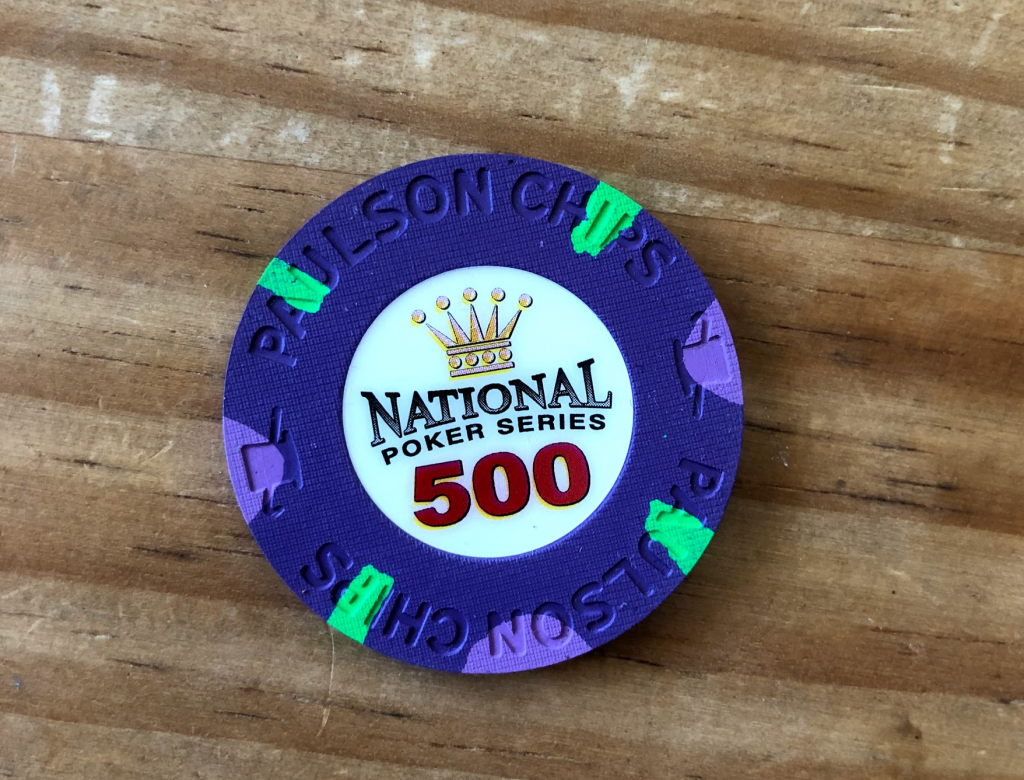 PAULSON CHIPS
NATIONAL
POKER SERIES
500
PAULSON CHIPS